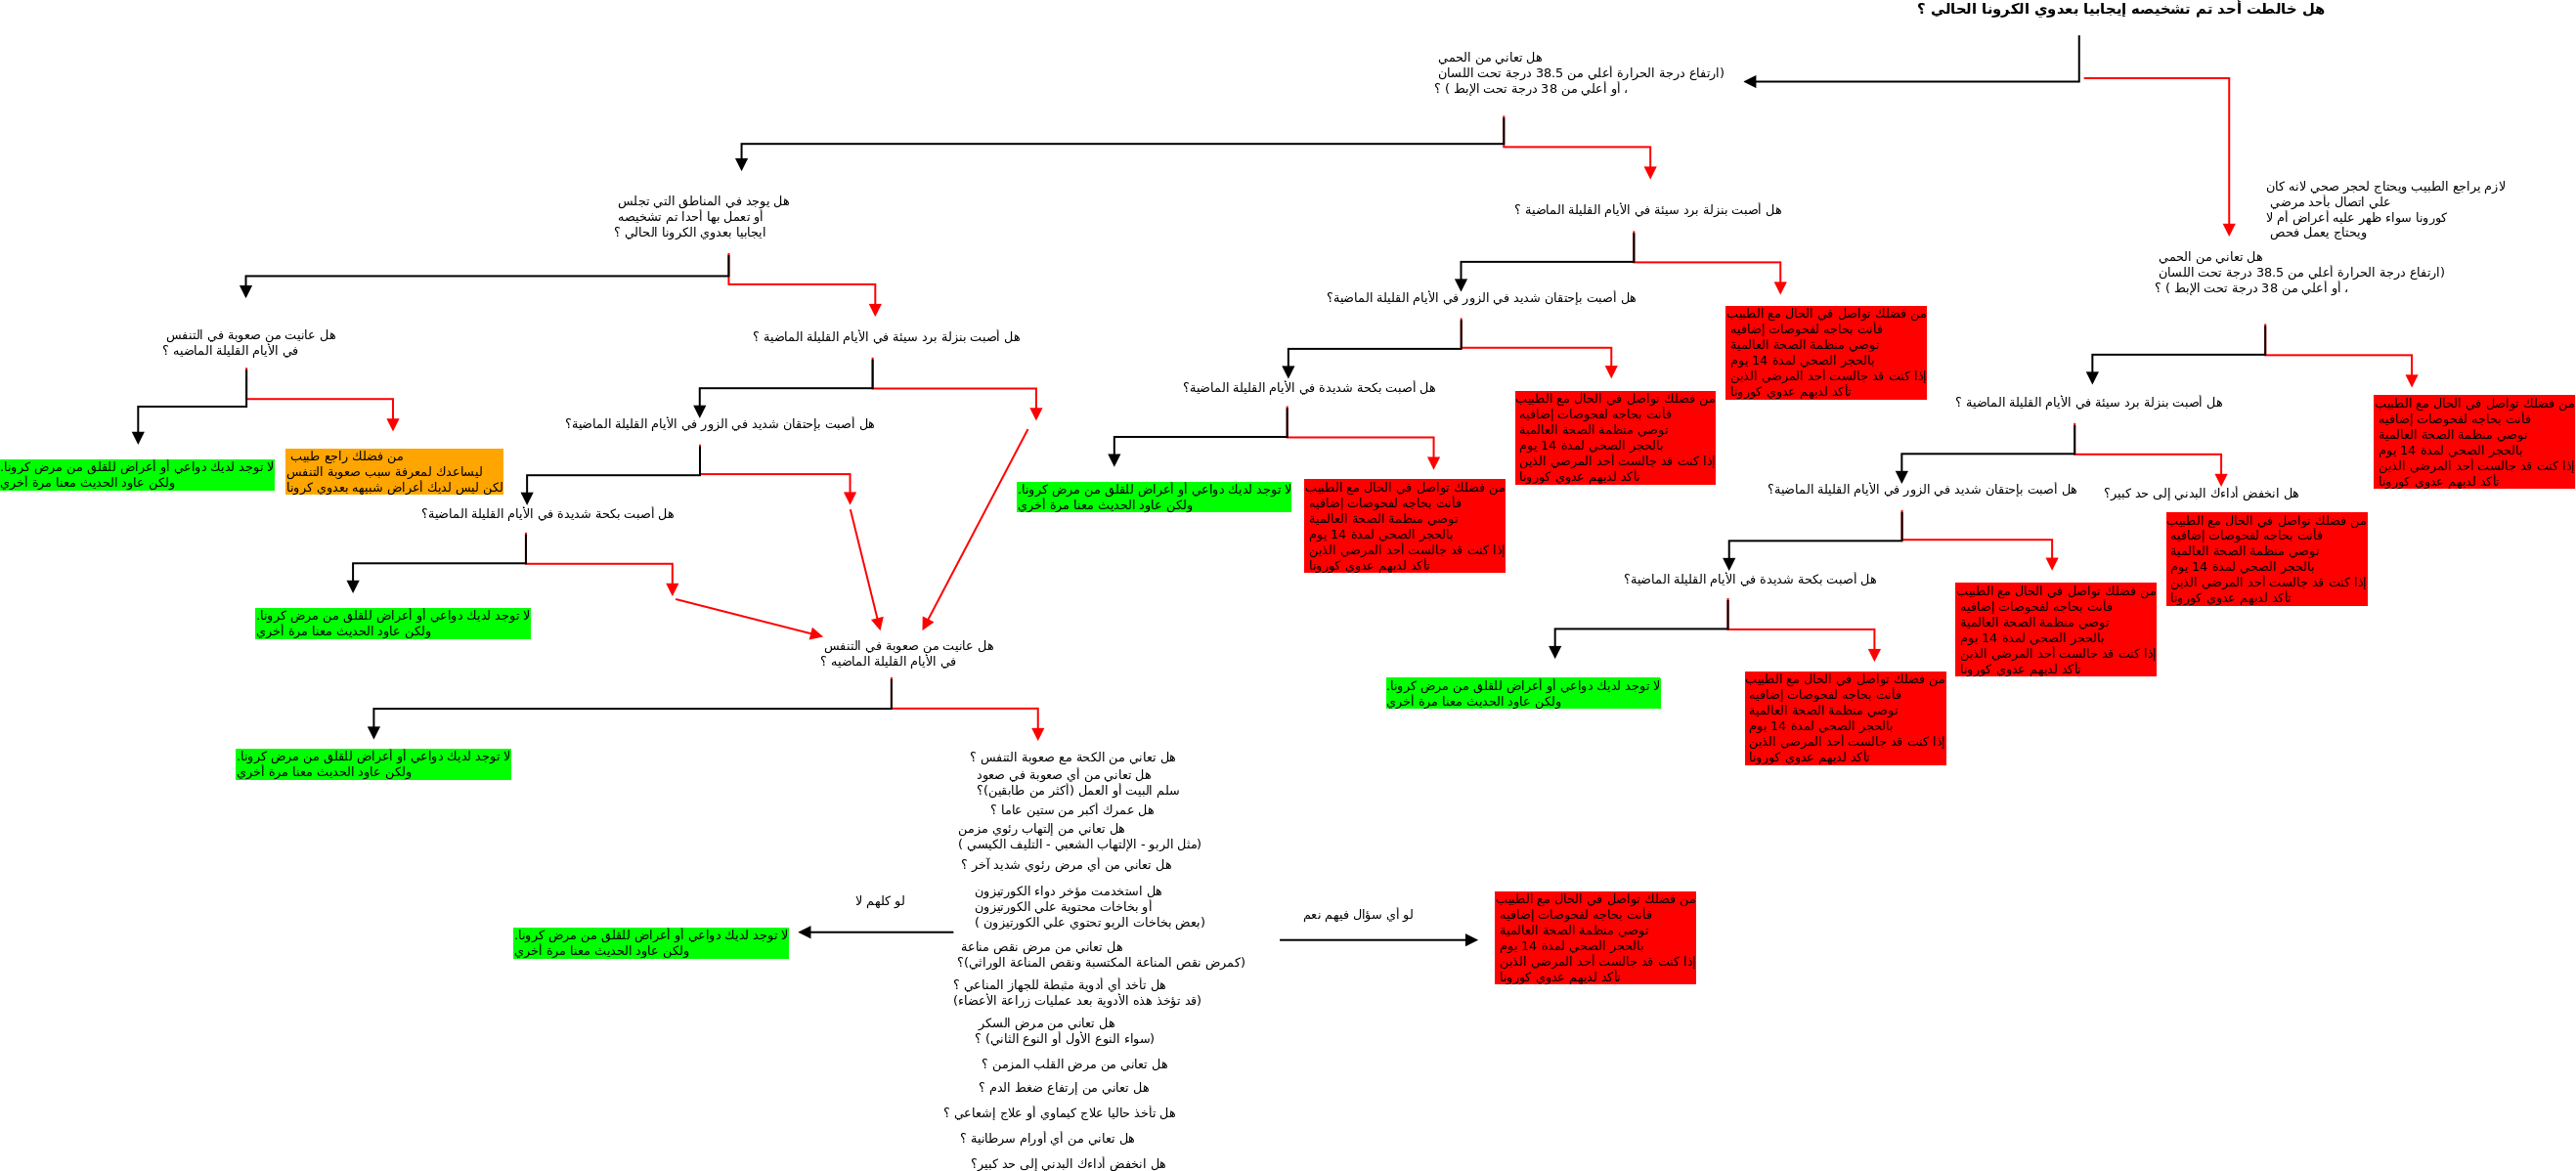 هل خالطت أحد تم تشخيصه إيجابيا بعدوي الكرونا الحالي ؟
هل تعاني من الحمي
(ارتفاع درجة الحرارة أعلي من 38.5 درجة تحت اللسان
، أو أعلي من 38 درجة تحت الإبط ) ؟
لازم يراجع الطبيب ويحتاج لحجر صحي لانه كان
علي اتصال بأحد مرضي
كورونا سواء ظهر عليه أعراض أم لا
ويحتاج يعمل فحص
هل تعاني من الحمي
(ارتفاع درجة الحرارة أعلي من 38.5 درجة تحت اللسان
، أو أعلي من 38 درجة تحت الإبط ) ؟
هل أصبت بنزلة برد سيئة في الأيام القليلة الماضية ؟
هل يوجد في المناطق التي تجلس
أو تعمل بها أحدا تم تشخيصه
ايجابيا بعدوي الكرونا الحالي ؟
هل أصبت بإحتقان شديد في الزور في الأيام القليلة الماضية؟
من فضلك تواصل في الحال مع الطبيب
فأنت بحاجه لفحوصات إضافيه
توصي منظمة الصحة العالمية
بالحجر الصحي لمدة 14 يوم
إذا كنت قد جالست أحد المرضي الذين
تأكد لديهم عدوي كورونا
هل أصبت بنزلة برد سيئة في الأيام القليلة الماضية ؟
هل عانيت من صعوبة في التنفس
في الأيام القليلة الماضيه ؟
هل أصبت بكحة شديدة في الأيام القليلة الماضية؟
من فضلك تواصل في الحال مع الطبيب
فأنت بحاجه لفحوصات إضافيه
توصي منظمة الصحة العالمية
بالحجر الصحي لمدة 14 يوم
إذا كنت قد جالست أحد المرضي الذين
تأكد لديهم عدوي كورونا
من فضلك تواصل في الحال مع الطبيب
فأنت بحاجه لفحوصات إضافيه
توصي منظمة الصحة العالمية
بالحجر الصحي لمدة 14 يوم
إذا كنت قد جالست أحد المرضي الذين
تأكد لديهم عدوي كورونا
هل أصبت بنزلة برد سيئة في الأيام القليلة الماضية ؟
هل أصبت بإحتقان شديد في الزور في الأيام القليلة الماضية؟
من فضلك راجع طبيب
ليساعدك لمعرفة سبب صعوبة التنفس
لكن ليس لديك أعراض شبيهه بعدوي كرونا
لا توجد لديك دواعي أو أعراض للقلق من مرض كرونا.
ولكن عاود الحديث معنا مرة أخري
هل انخفض أداءك البدني إلى حد كبير؟
هل أصبت بإحتقان شديد في الزور في الأيام القليلة الماضية؟
من فضلك تواصل في الحال مع الطبيب
فأنت بحاجه لفحوصات إضافيه
توصي منظمة الصحة العالمية
بالحجر الصحي لمدة 14 يوم
إذا كنت قد جالست أحد المرضي الذين
تأكد لديهم عدوي كورونا
لا توجد لديك دواعي أو أعراض للقلق من مرض كرونا.
ولكن عاود الحديث معنا مرة أخري
هل أصبت بكحة شديدة في الأيام القليلة الماضية؟
من فضلك تواصل في الحال مع الطبيب
فأنت بحاجه لفحوصات إضافيه
توصي منظمة الصحة العالمية
بالحجر الصحي لمدة 14 يوم
إذا كنت قد جالست أحد المرضي الذين
تأكد لديهم عدوي كورونا
هل أصبت بكحة شديدة في الأيام القليلة الماضية؟
من فضلك تواصل في الحال مع الطبيب
فأنت بحاجه لفحوصات إضافيه
توصي منظمة الصحة العالمية
بالحجر الصحي لمدة 14 يوم
إذا كنت قد جالست أحد المرضي الذين
تأكد لديهم عدوي كورونا
لا توجد لديك دواعي أو أعراض للقلق من مرض كرونا.
ولكن عاود الحديث معنا مرة أخري
هل عانيت من صعوبة في التنفس
في الأيام القليلة الماضيه ؟
من فضلك تواصل في الحال مع الطبيب
فأنت بحاجه لفحوصات إضافيه
توصي منظمة الصحة العالمية
بالحجر الصحي لمدة 14 يوم
إذا كنت قد جالست أحد المرضي الذين
تأكد لديهم عدوي كورونا
لا توجد لديك دواعي أو أعراض للقلق من مرض كرونا.
ولكن عاود الحديث معنا مرة أخري
لا توجد لديك دواعي أو أعراض للقلق من مرض كرونا.
ولكن عاود الحديث معنا مرة أخري
هل تعاني من الكحة مع صعوبة التنفس ؟
هل تعاني من أي صعوبة في صعود
سلم البيت أو العمل (أكثر من طابقين)؟
هل عمرك أكبر من ستين عاما ؟
هل تعاني من إلتهاب رئوي مزمن
(مثل الربو - الإلتهاب الشعبي - التليف الكيسي )
هل تعاني من أي مرض رئوي شديد آخر ؟
هل استخدمت مؤخر دواء الكورتيزون
أو بخاخات محتوية علي الكورتيزون
(بعض بخاخات الربو تحتوي علي الكورتيزون )
هل تعاني من مرض نقص مناعة
(كمرض نقص المناعة المكتسبة ونقص المناعة الوراثي)؟
هل تأخد أي أدوية مثبطة للجهاز المناعي ؟
(قد تؤخذ هذه الأدوية بعد عمليات زراعة الأعضاء)
هل تعاني من مرض السكر
(سواء النوع الأول أو النوع الثاني) ؟
هل تعاني من مرض القلب المزمن ؟
هل تعاني من إرتفاع ضغط الدم ؟
هل تأخذ حاليا علاج كيماوي أو علاج إشعاعي ؟
هل تعاني من أي أورام سرطانية ؟
هل انخفض أداءك البدني إلى حد كبير؟
لو أي سؤال فيهم نعم
من فضلك تواصل في الحال مع الطبيب
فأنت بحاجه لفحوصات إضافيه
توصي منظمة الصحة العالمية
بالحجر الصحي لمدة 14 يوم
إذا كنت قد جالست أحد المرضي الذين
تأكد لديهم عدوي كورونا
لو كلهم لا
لا توجد لديك دواعي أو أعراض للقلق من مرض كرونا.
ولكن عاود الحديث معنا مرة أخري